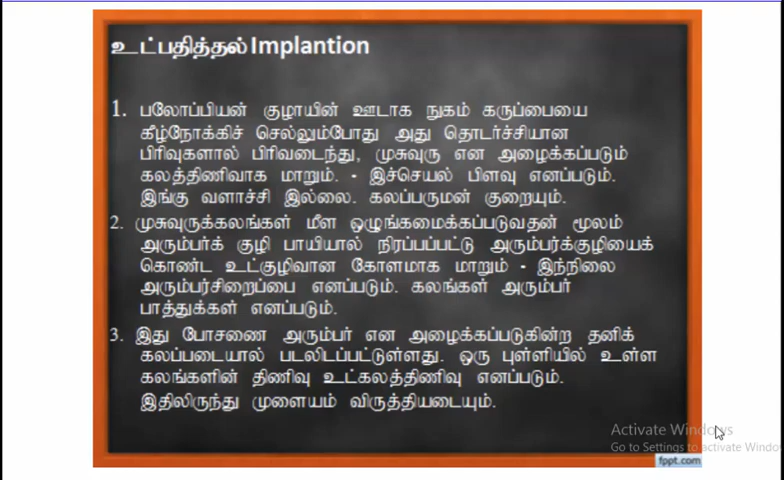 உட்பதித்தல் Implantion
1. பலோப்பியன் குழாயின் ஊடாக நுகம் கருப்பையை
கீழ்நோக்கிச் செல்லும்போது அது தொடர்ச்சியான
பிரிவுகளால் பிரிவடைந்து, முசுவுரு என அழைக்கப்படும்
கலத்திணிவாக மாறும். - இச்செயல் பிளவு எனப்படும்.
இங்கு வளாச்சி இல்லை. கலப்பருமன் குறையும்.
2. முசுவுருக்கலங்கள் மீள ஒழுங்கமைக்கப்படுவதன் மூலம்
அரும்பர்க் குழி பாயியால் நிரப்பப்பட்டு அரும்பர்க்குழியைக்
கொண்ட உட்குழிவான கோளமாக மாறும் - இந்நிலை
அரும்பர்சிறைப்பை எனப்படும். கலங்கள் அரும்பர்
பாத்துக்கள் எனப்படும்.
3. இது போசணை அரும்பர் என அழைக்கப்படுகின்ற தனிக்
கலப்படையால் படலிடப்பட்டுள்ளது. ஒரு புள்ளியில் உள்ள
கலங்களின் திணிவு உட்கலத்திணிவு எனப்படும்.
இதிலிருந்து முளையம் விருத்தியடையும்.
Activate Windows
Go to Settings to activate Windo
fppt.com